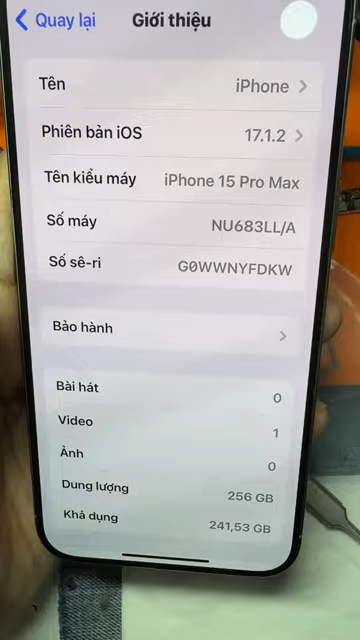 Quay lại Giới thiệu
Tên iPhone
Phiên bản iOS 17.1.2
Tên kiểu máy iPhone 15 Pro Max
Số máy NU683LL/A
Số sê-ri G0WWNYFDKW
Bảo hành
Bài hát 0
Video 1
Ảnh 0
Dung lượng 256 GB
Khả dụng 241,53 GB